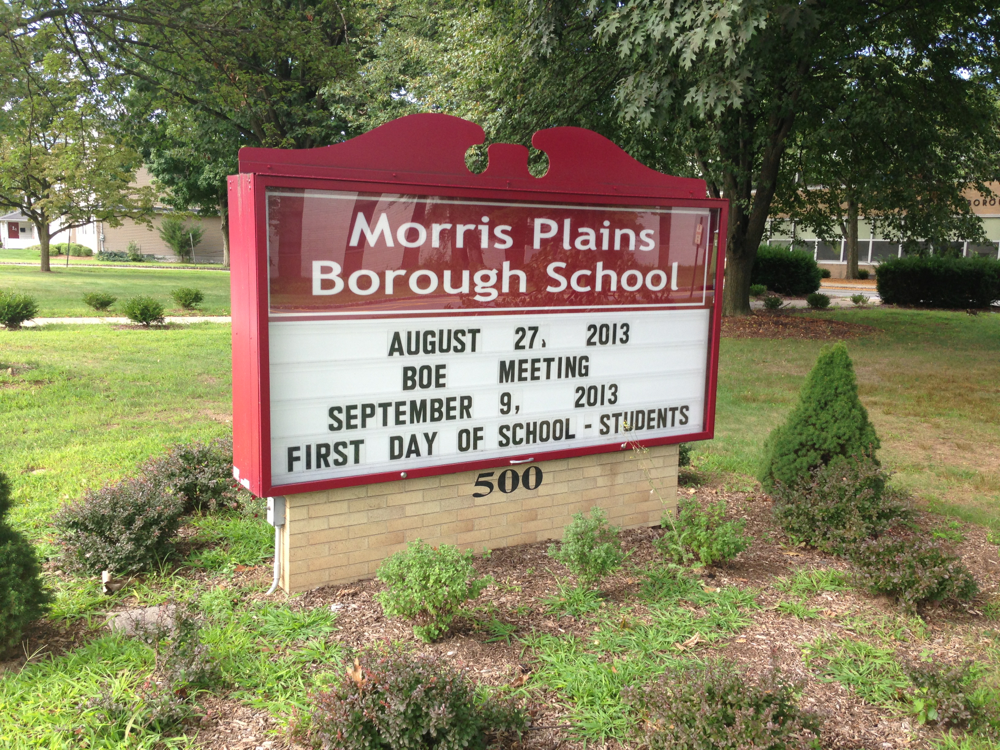 Morris Plains
Borough School
AUGUST 27, 2013
BOE MEETING
SEPTEMBER 9, 2013
FIRST DAY OF SCHOOL - STUDENTS
500